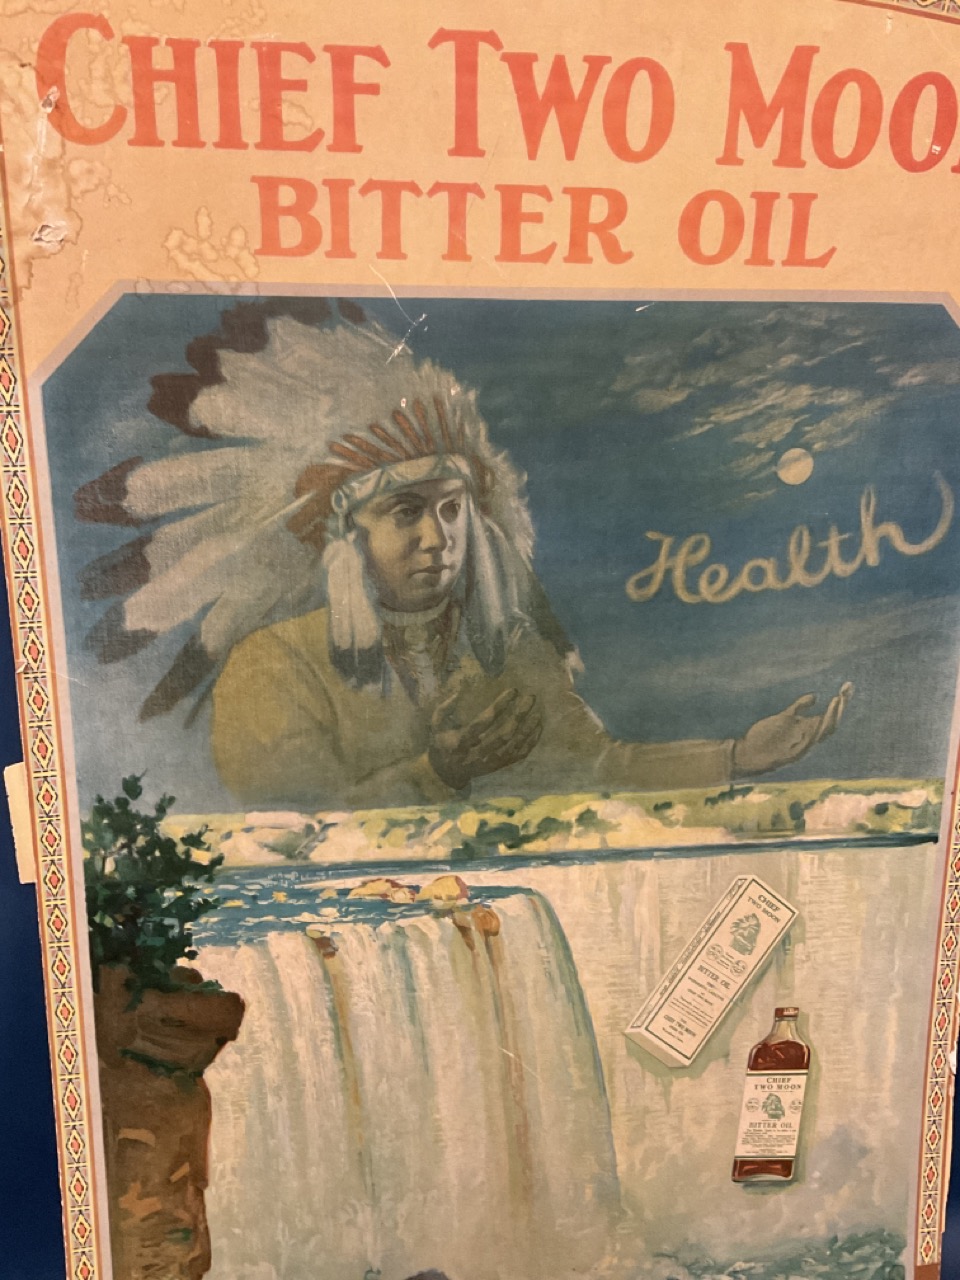 CHIEF TWO MOON
BITTER OIL
Health
CHIEF
TWO MOON
BITTER OIL
CHIEF
TWO MOON
BITTER OIL